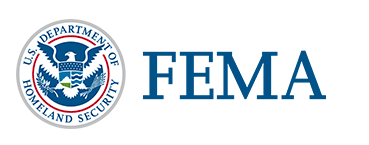 U.S. DEPARTMENT OF
HOMELAND SECURITY
FEMA